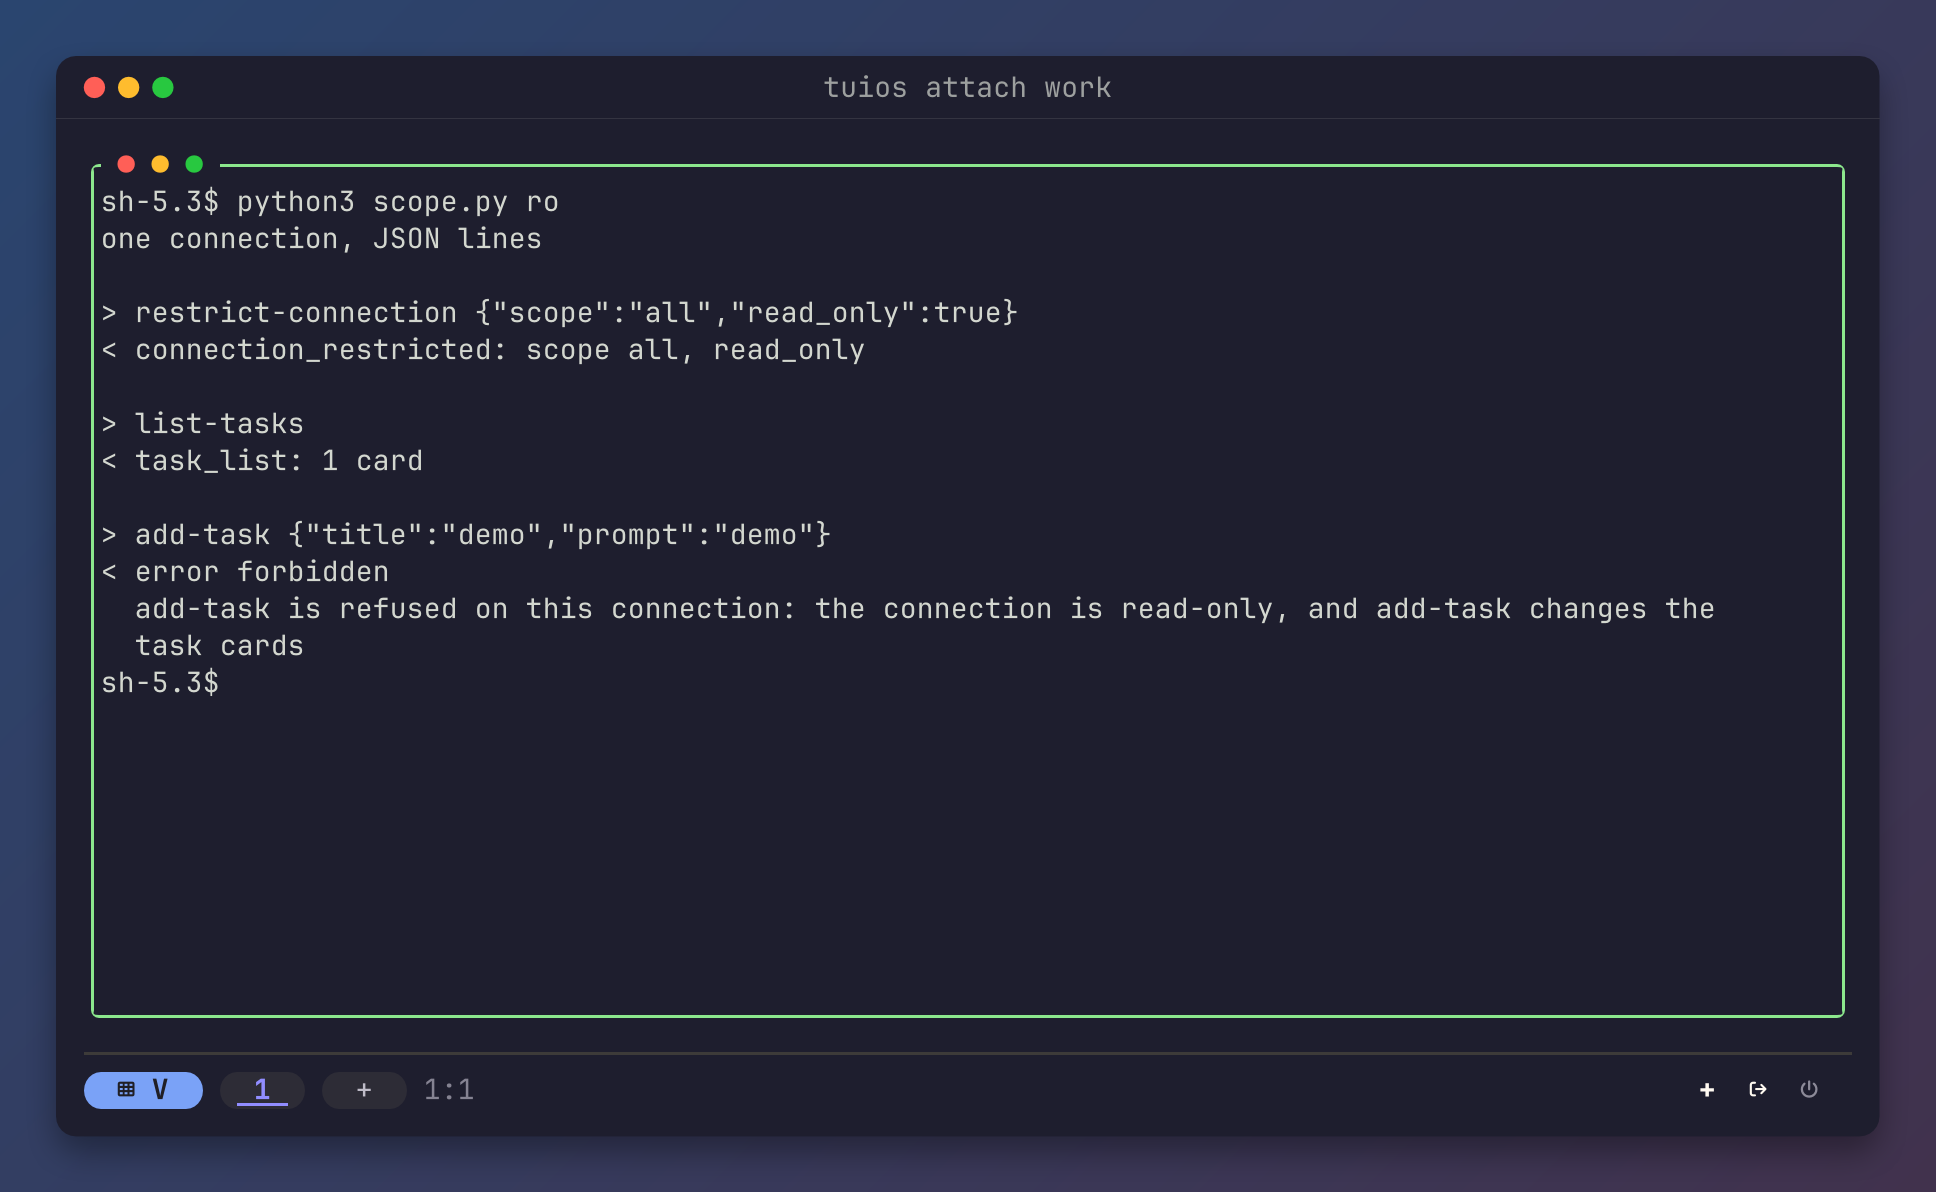 tuios attach work
sh-5.3$ python3 scope.py ro
one connection, JSON lines
> restrict-connection {"scope":"all","read_only":true}
< connection_restricted: scope all, read_only
> list-tasks
< task_list: 1 card
> add-task {"title":"demo","prompt":"demo"}
< error forbidden
add-task is refused on this connection: the connection is read-only, and add-task changes the
task cards
sh-5.3$
V 1 + 1:1 +